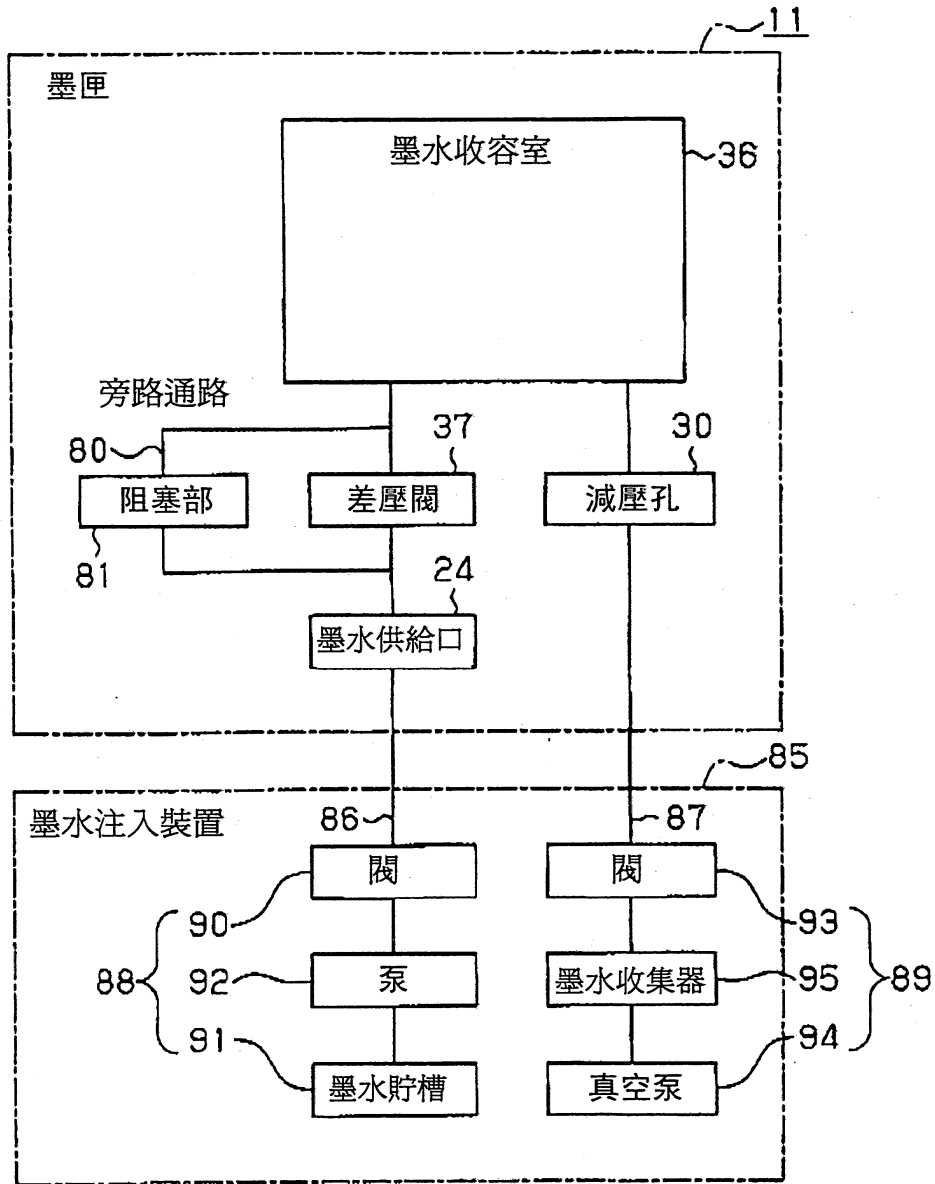 11
墨匣
墨水收容室
36
旁路通路
80
37
30
阻塞部
差壓閥
減壓孔
81
24
墨水供給口
85
墨水注入裝置
86
87
閥
閥
90
93
88
92
泵
墨水收集器
95
89
91
94
墨水貯槽
真空泵